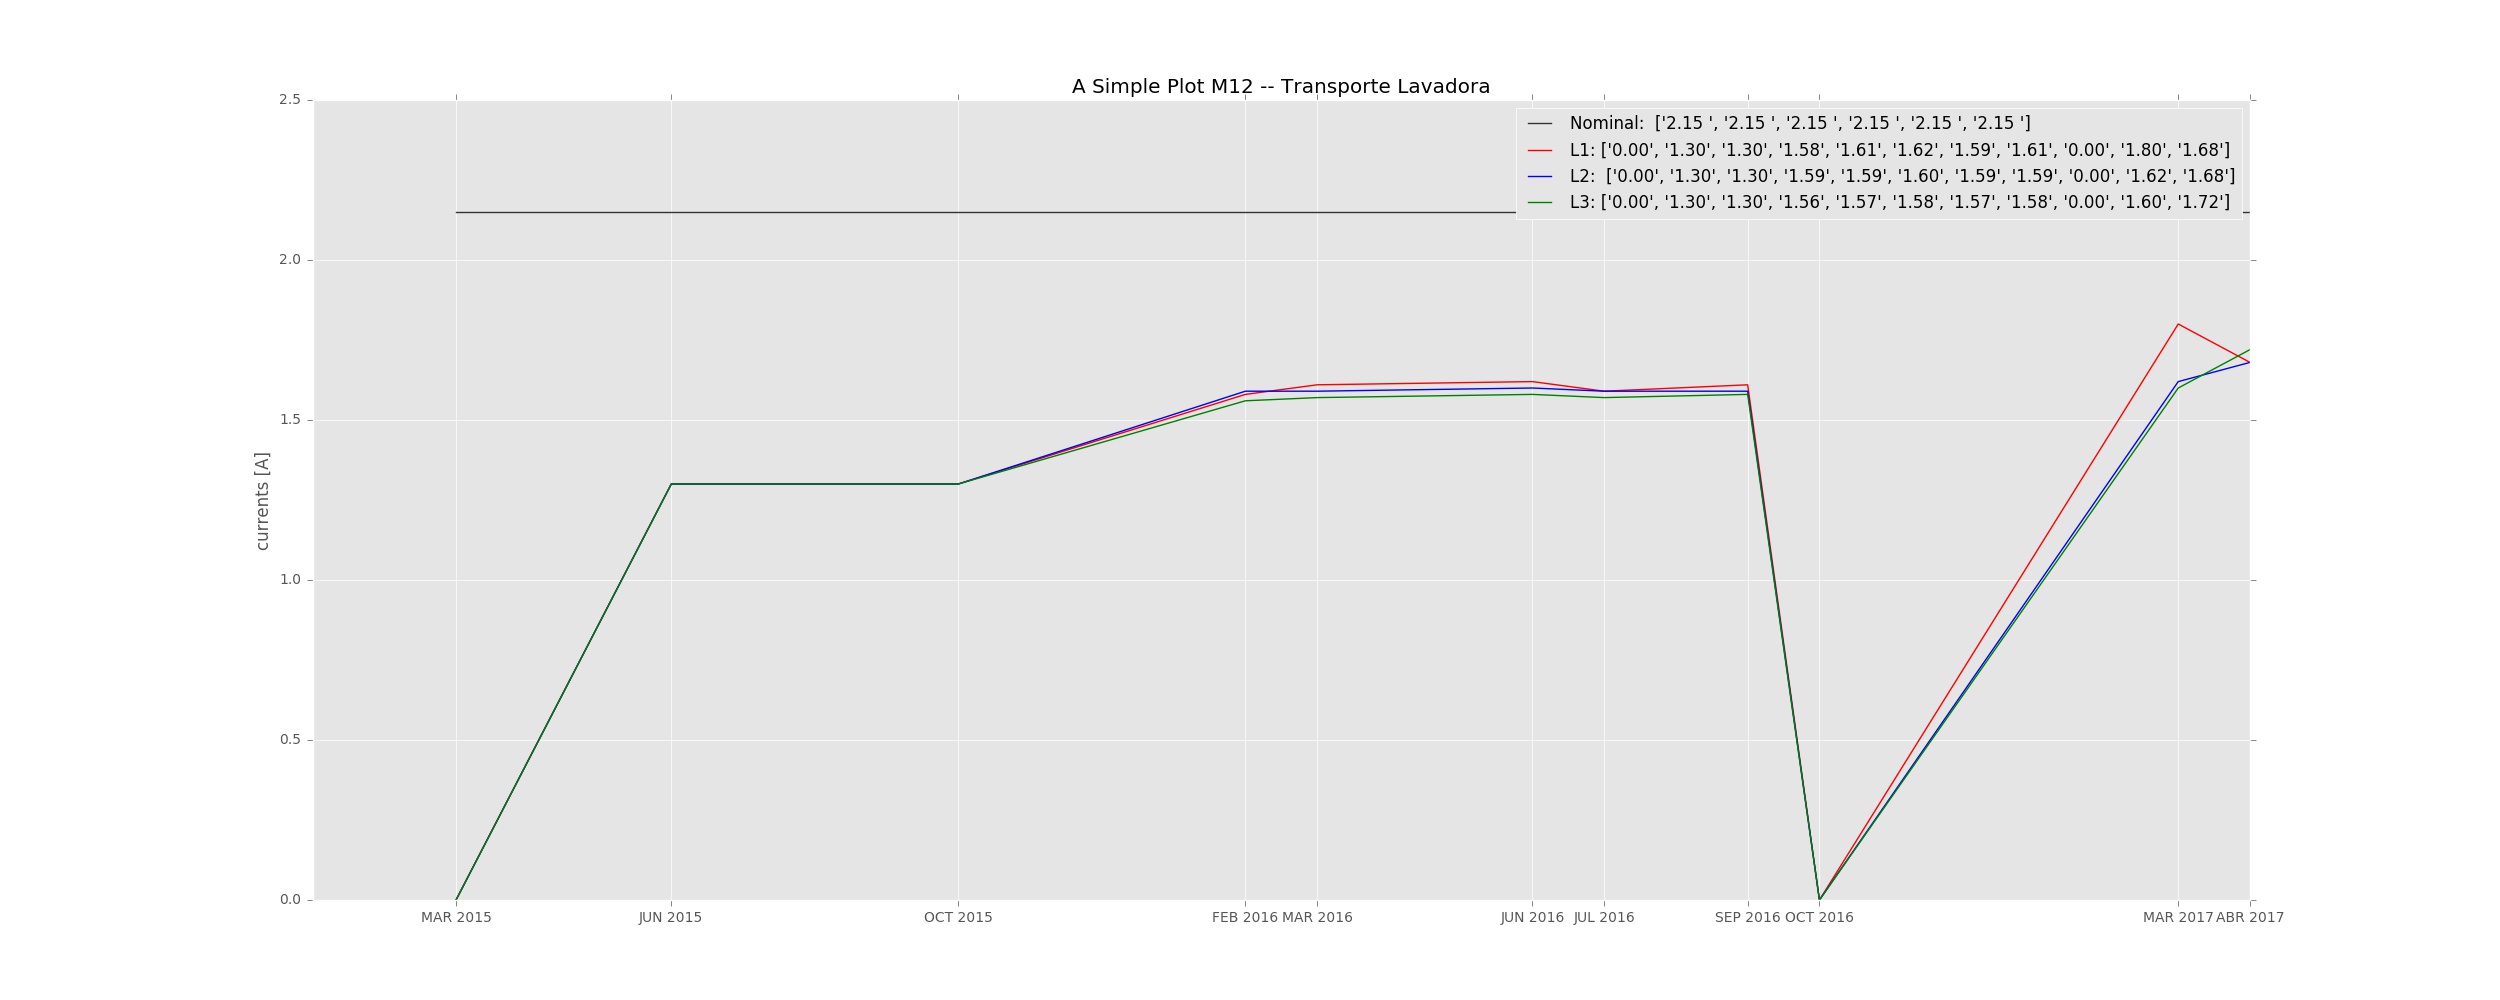 A Simple Plot M12 -- Transporte Lavadora
2.5
Nominal:  ['2.15 ', '2.15 ', '2.15 ', '2.15 ', '2.15 ', '2.15 ']
L1: ['0.00', '1.30', '1.30', '1.58', '1.61', '1.62', '1.59', '1.61', '0.00', '1.80', '1.68']
L2:  ['0.00', '1.30', '1.30', '1.59', '1.59', '1.60', '1.59', '1.59', '0.00', '1.62', '1.68']
L3: ['0.00', '1.30', '1.30', '1.56', '1.57', '1.58', '1.57', '1.58', '0.00', '1.60', '1.72']
2.0
1.5
currents [A]
1.0
0.5
0.0
MAR 2015 JUN 2015 OCT 2015 FEB 2016 MAR 2016 JUN 2016 JUL 2016 SEP 2016 OCT 2016 MAR 2017 ABR 2017